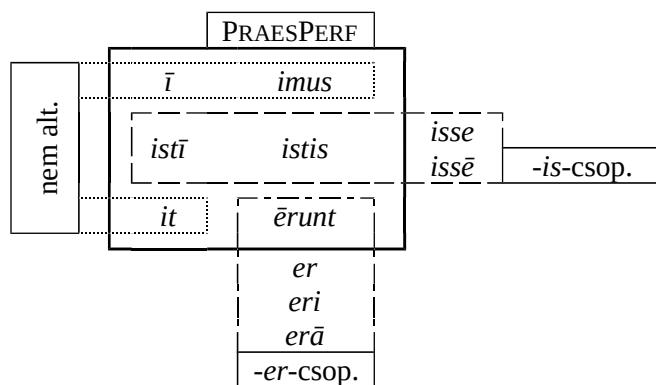 PRAESPERF
nem alt.
ī imus
istī istis
isse
issē
-is-csop.
it ērunt
er
eri
erā
-er-csop.